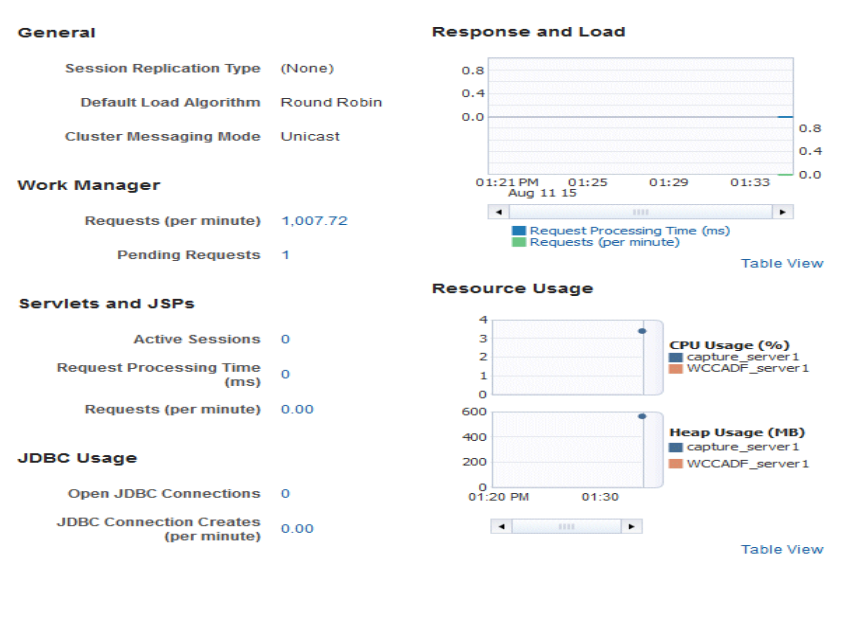 General
Session Replication Type (None)
Default Load Algorithm Round Robin
Cluster Messaging Mode Unicast
Work Manager
Requests (per minute) 1,007.72
Pending Requests 1
Servlets and JSPs
Active Sessions 0
Request Processing Time
(ms) 0
Requests (per minute) 0.00
JDBC Usage
Open JDBC Connections 0
JDBC Connection Creates
(per minute) 0.00
Response and Load
0.8
0.4
0.0
0.8
0.4
0.0
01:21 PM 01:25 01:29 01:33
Aug 11 15
Request Processing Time (ms)
Requests (per minute)
Table View
Resource Usage
4
3
2
1
0
CPU Usage (%)
capture_server1
WCCADF_server1
600
400
200
0
Heap Usage (MB)
capture_server1
WCCADF_server1
01:20 PM 01:30
Table View